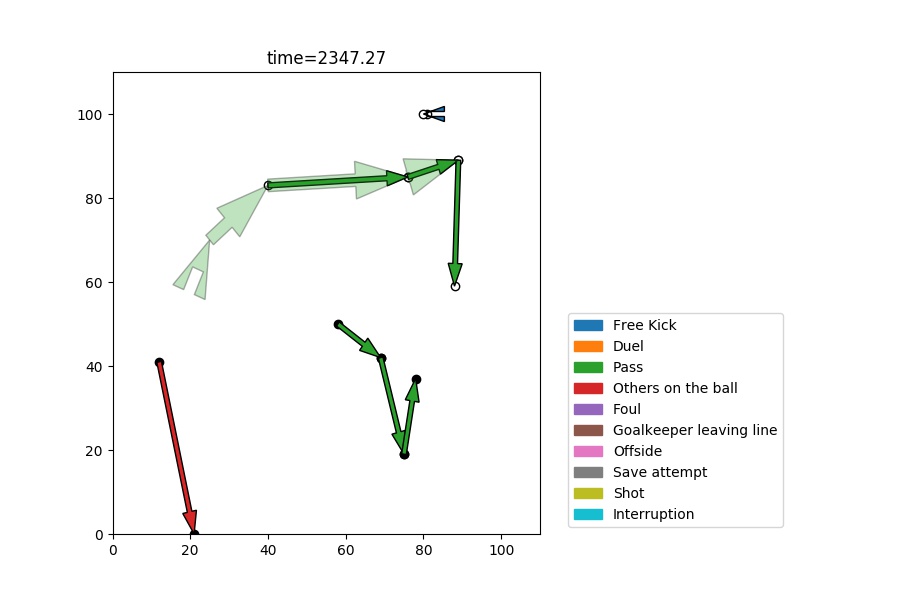 time=2347.27
100
80
60
40
20
0
0 20 40 60 80 100
Free Kick
Duel
Pass
Others on the ball
Foul
Goalkeeper leaving line
Offside
Save attempt
Shot
Interruption